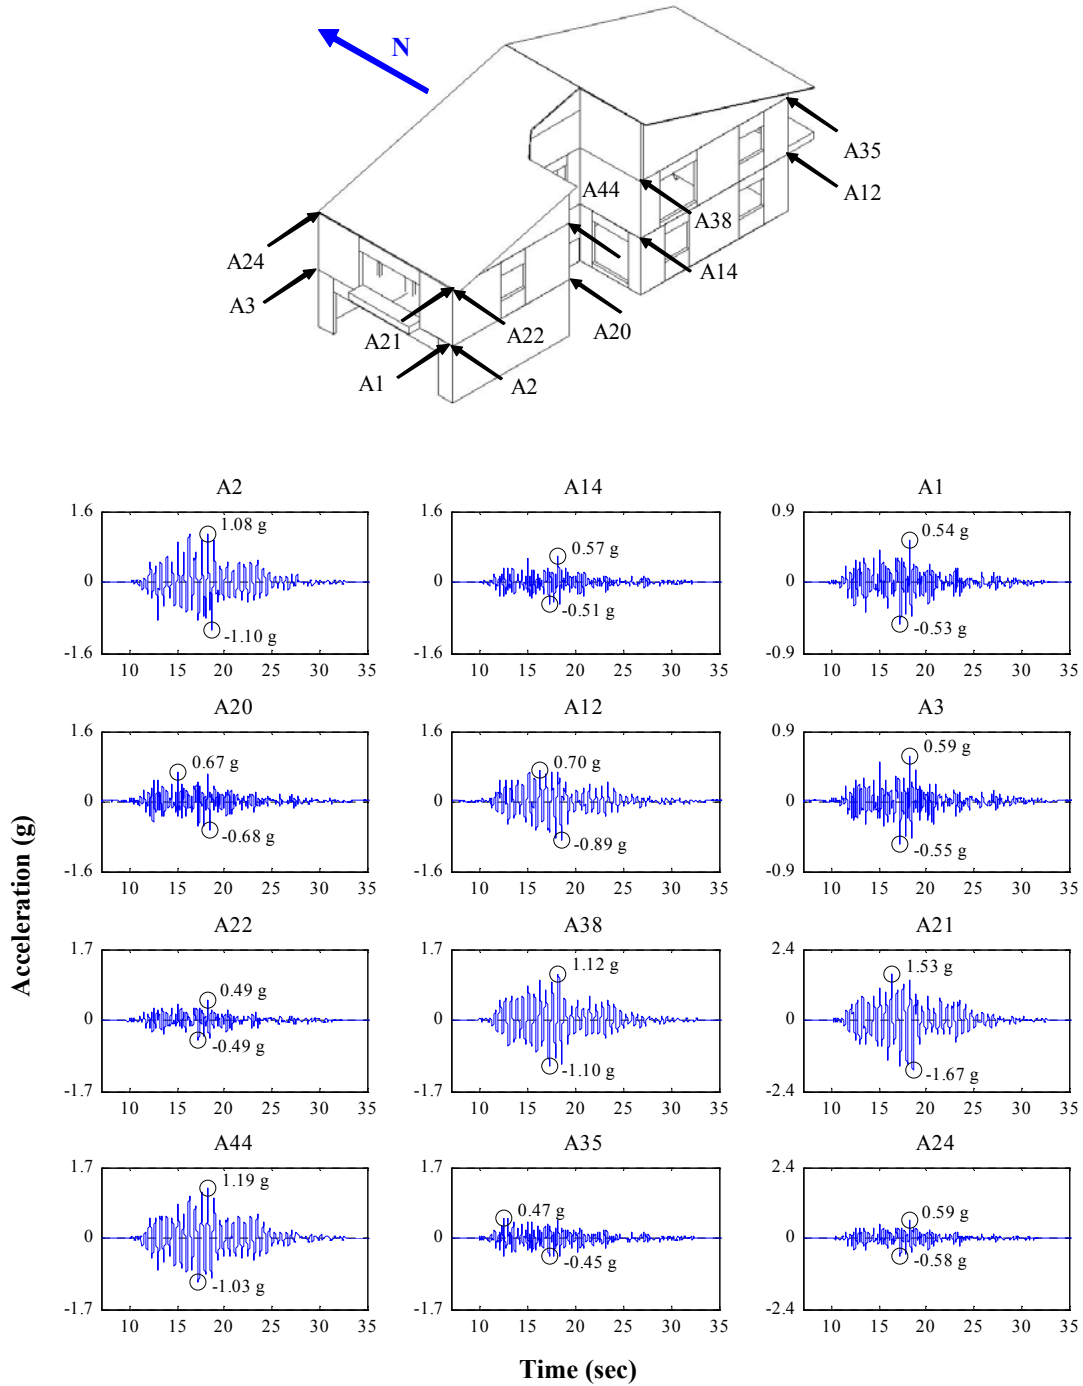 N
A35
A44
A12
A38
A24
A14
A3
A21
A22
A20
A1
A2
A2
A14
A1
1.6
1.08 g
0
-1.10 g
-1.6
10 15 20 25 30 35
1.6
0.57 g
0
-0.51 g
-1.6
10 15 20 25 30 35
0.9
0.54 g
0
-0.53 g
-0.9
10 15 20 25 30 35
A20
A12
A3
1.6
0.67 g
0
-0.68 g
-1.6
10 15 20 25 30 35
1.6
0.70 g
0
-0.89 g
-1.6
10 15 20 25 30 35
0.9
0.59 g
0
-0.55 g
-0.9
10 15 20 25 30 35
Acceleration (g)
A22
A38
A21
1.7
0.49 g
0
-0.49 g
-1.7
10 15 20 25 30 35
1.7
1.12 g
0
-1.10 g
-1.7
10 15 20 25 30 35
2.4
1.53 g
0
-1.67 g
-2.4
10 15 20 25 30 35
A44
A35
A24
1.7
1.19 g
0
-1.03 g
-1.7
10 15 20 25 30 35
1.7
0.47 g
0
-0.45 g
-1.7
10 15 20 25 30 35
2.4
0.59 g
0
-0.58 g
-2.4
10 15 20 25 30 35
Time (sec)